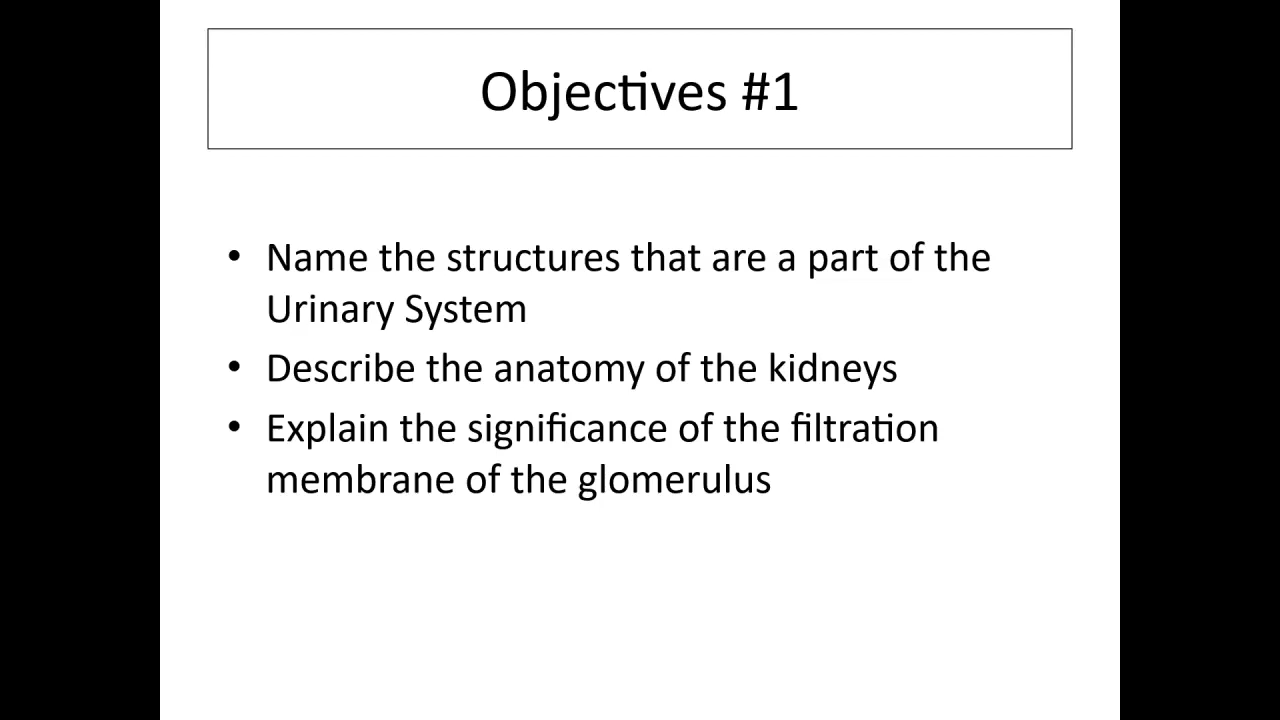 Objectives #1
• Name the structures that are a part of the
Urinary System
• Describe the anatomy of the kidneys
• Explain the significance of the filtration
membrane of the glomerulus